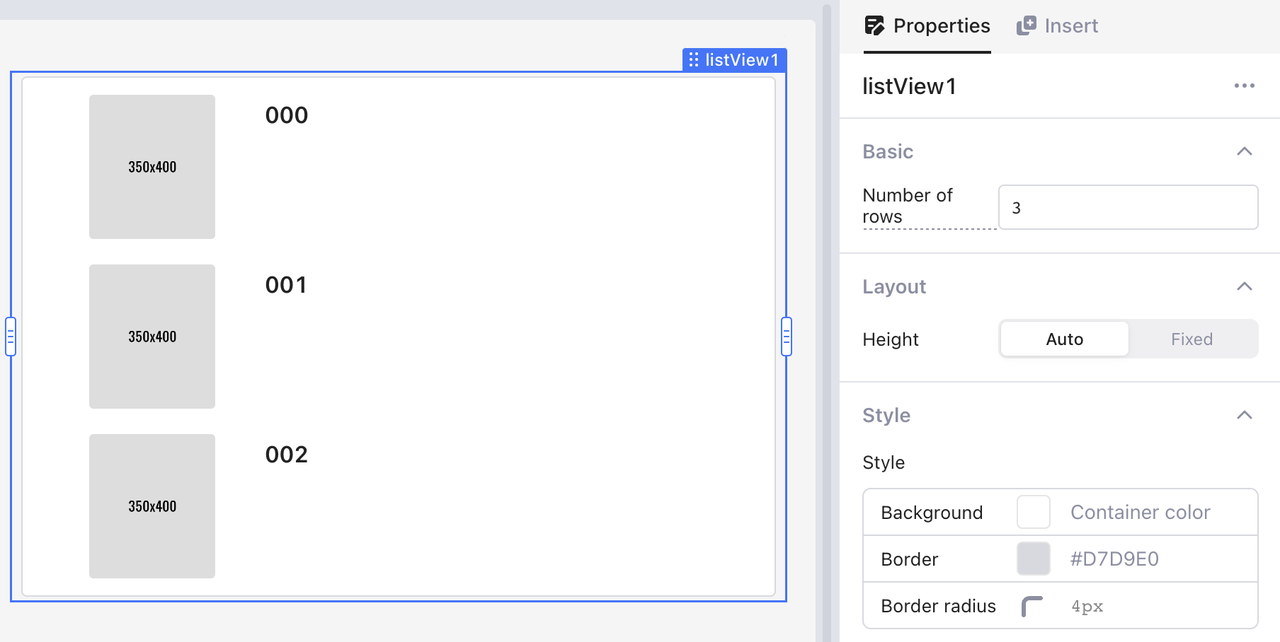 listView1
000
350x400
001
350x400
002
350x400
Properties
Insert
listView1
Basic
Number of
rows
3
Layout
Height
Auto
Fixed
Style
Style
Background
Container color
Border
#D7D9E0
Border radius
4px